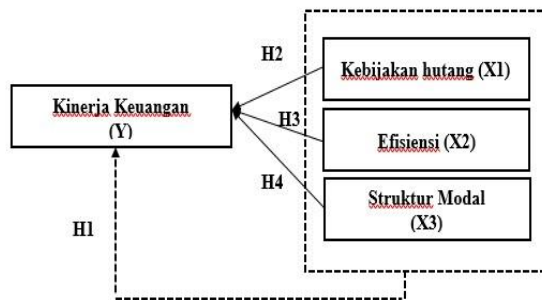 H2
Kebijakan hutang (X1)
Kinerja Keuangan
(Y)
H3
Efisiensi (X2)
H4
Struktur Modal
(X3)
H1